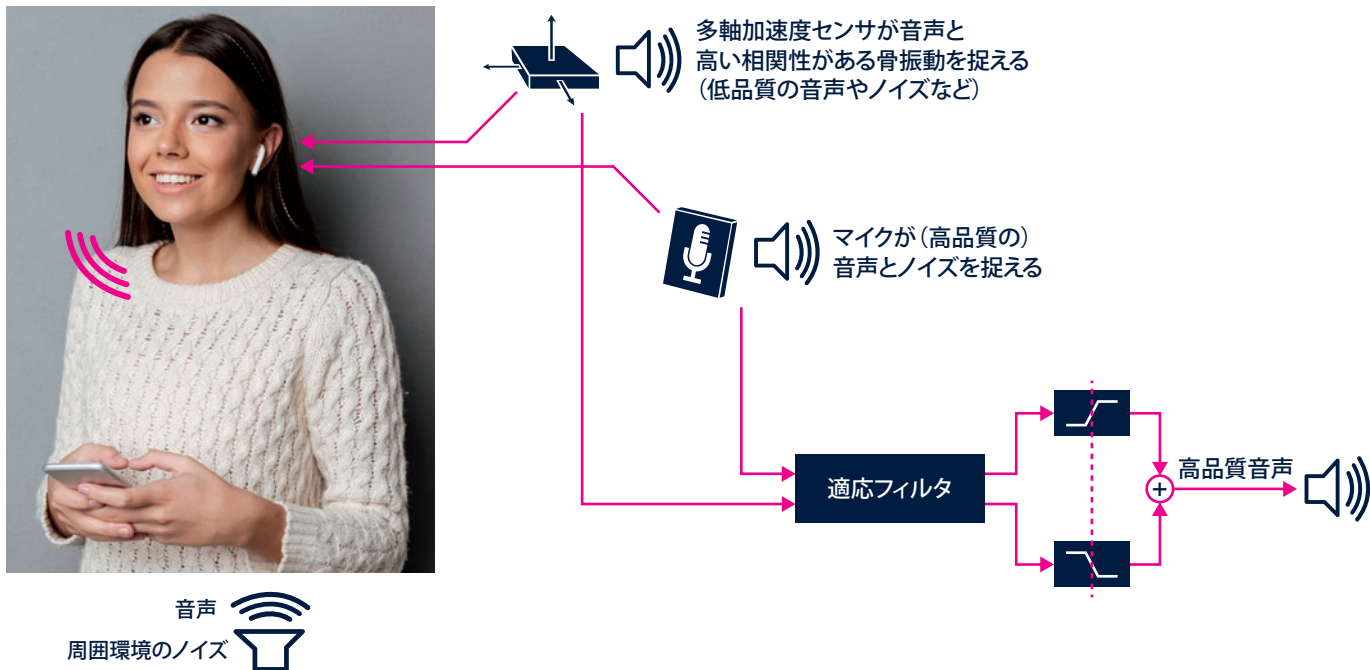 多軸加速度センサが音声と
高い相関性がある骨振動を捉える
（低品質の音声やノイズなど）
マイクが（高品質の）
音声とノイズを捉える
適応フィルタ
高品質音声
音声
周囲環境のノイズ